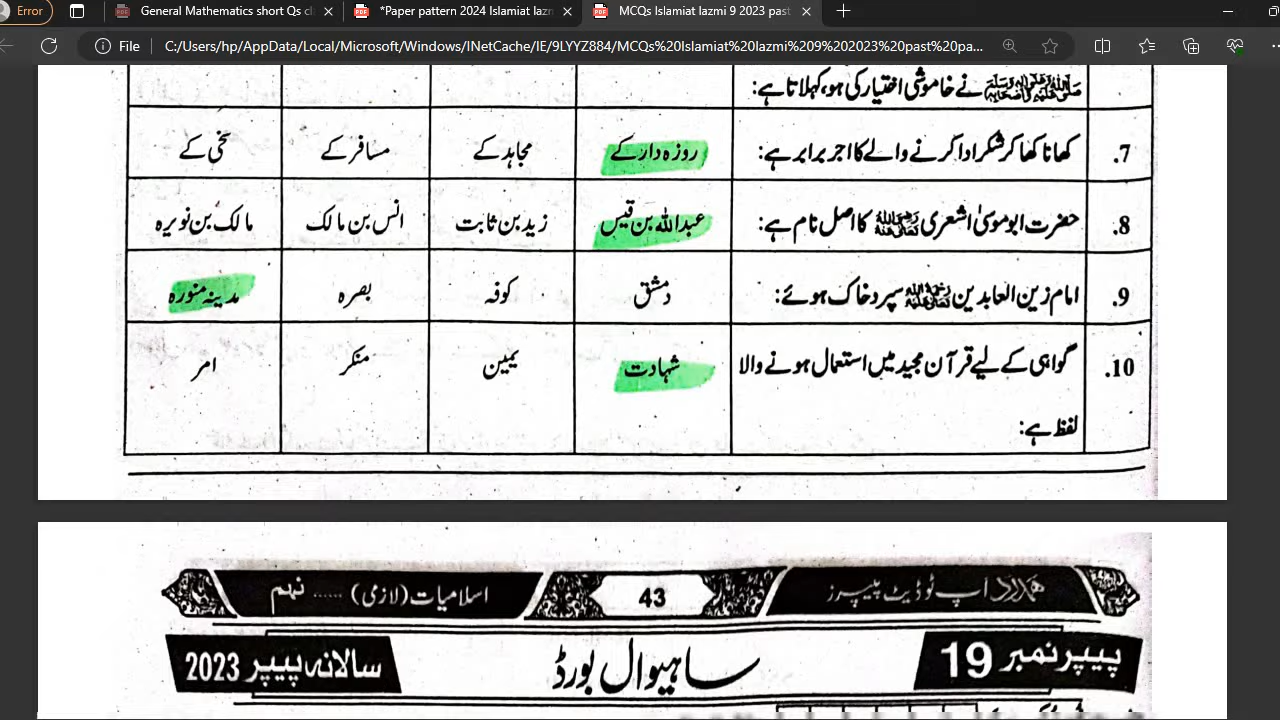 Error
General Mathematics short Qs cl
*Paper pattern 2024 Islamiat lazm
MCQs Islamiat lazmi 9 2023 past
File C:/Users/hp/AppData/Local/Microsoft/Windows/INetCache/IE/9LYYZ884/MCQs%20Islamiat%20lazmi%209%202023%20past%20pa...
نے خاموشی اختیار کی ہو، کہلاتا ہے:
7. کھانا کھا کر شکر ادا کرنے والے کا اجر برابر ہے: روزہ دار کے مجاہد کے مسافر کے سخی کے
8. حضرت ابو موسیٰ اشعری کا اصل نام ہے: عبداللہ بن قیس زید بن ثابت انس بن مالک مالک بن نویرہ
9. امام زین العابدین سپرد خاک ہوئے: دمشق کوفہ بصرہ مدینہ منورہ
10. گواہی کے لیے قرآن مجید میں استعمال ہونے والا شہادت یمین منکر امر
لفظ ہے:
ہمدرد اپ ٹو ڈیٹ پیپرز 43 اسلامیات (لازمی) ...... نہم
پیپر نمبر 19 ساہیوال بورڈ سالانہ پیپر 2023